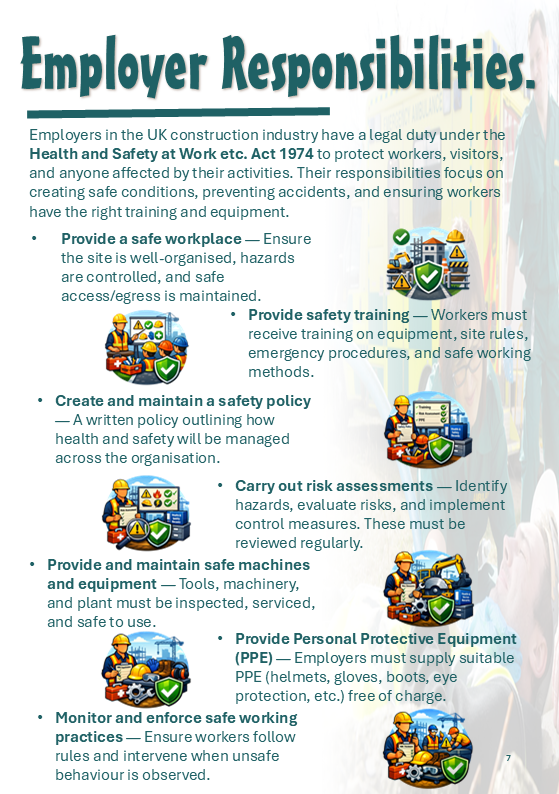 Employer Responsibilities.
Employers in the UK construction industry have a legal duty under the
Health and Safety at Work etc. Act 1974 to protect workers, visitors,
and anyone affected by their activities. Their responsibilities focus on
creating safe conditions, preventing accidents, and ensuring workers
have the right training and equipment.
• Provide a safe workplace — Ensure
the site is well-organised, hazards
are controlled, and safe
access/egress is maintained.
• Provide safety training — Workers must
receive training on equipment, site rules,
emergency procedures, and safe working
methods.
• Create and maintain a safety policy
— A written policy outlining how
health and safety will be managed
across the organisation.
• Carry out risk assessments — Identify
hazards, evaluate risks, and implement
control measures. These must be
reviewed regularly.
• Provide and maintain safe machines
and equipment — Tools, machinery,
and plant must be inspected, serviced,
and safe to use.
• Provide Personal Protective Equipment
(PPE) — Employers must supply suitable
PPE (helmets, gloves, boots, eye
protection, etc.) free of charge.
• Monitor and enforce safe working
practices — Ensure workers follow
rules and intervene when unsafe
behaviour is observed.
7